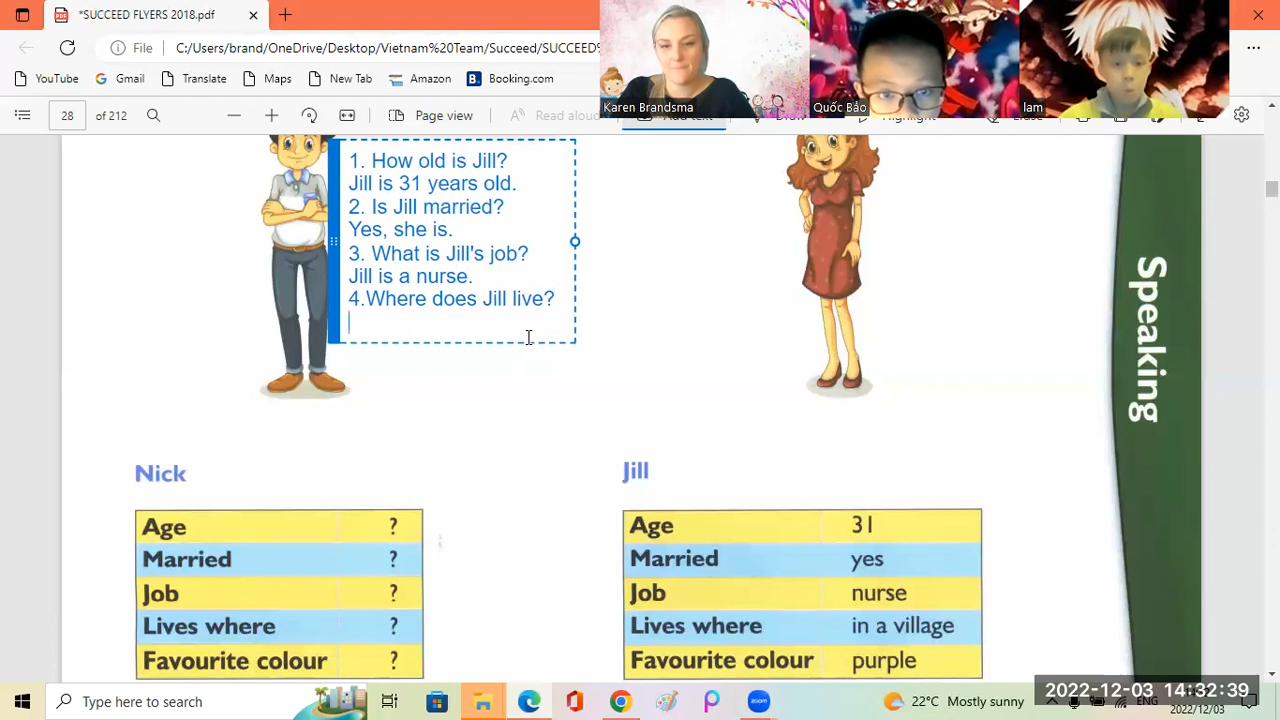 *SUCCEED FLYERS 2018.pdf
File
C:/Users/brand/OneDrive/Desktop/Vietnam%20Team/Succeed/SUCCEED%
YouTube
Gmail
Translate
Maps
New Tab
Amazon
Booking.com
Karen Brandsma
Quốc Bảo
lam
28 of 212
Page view
Read aloud
1. How old is Jill?
Jill is 31 years old.
2. Is Jill married?
Yes, she is.
3. What is Jill's job?
Jill is a nurse.
4.Where does Jill live?
Speaking
Nick
Age ?
Married ?
Job ?
Lives where ?
Favourite colour ?
Jill
Age 31
Married yes
Job nurse
Lives where in a village
Favourite colour purple
Type here to search
zoom
22°C Mostly sunny
ENG
2022-12-03 14:32:39
2022/12/03